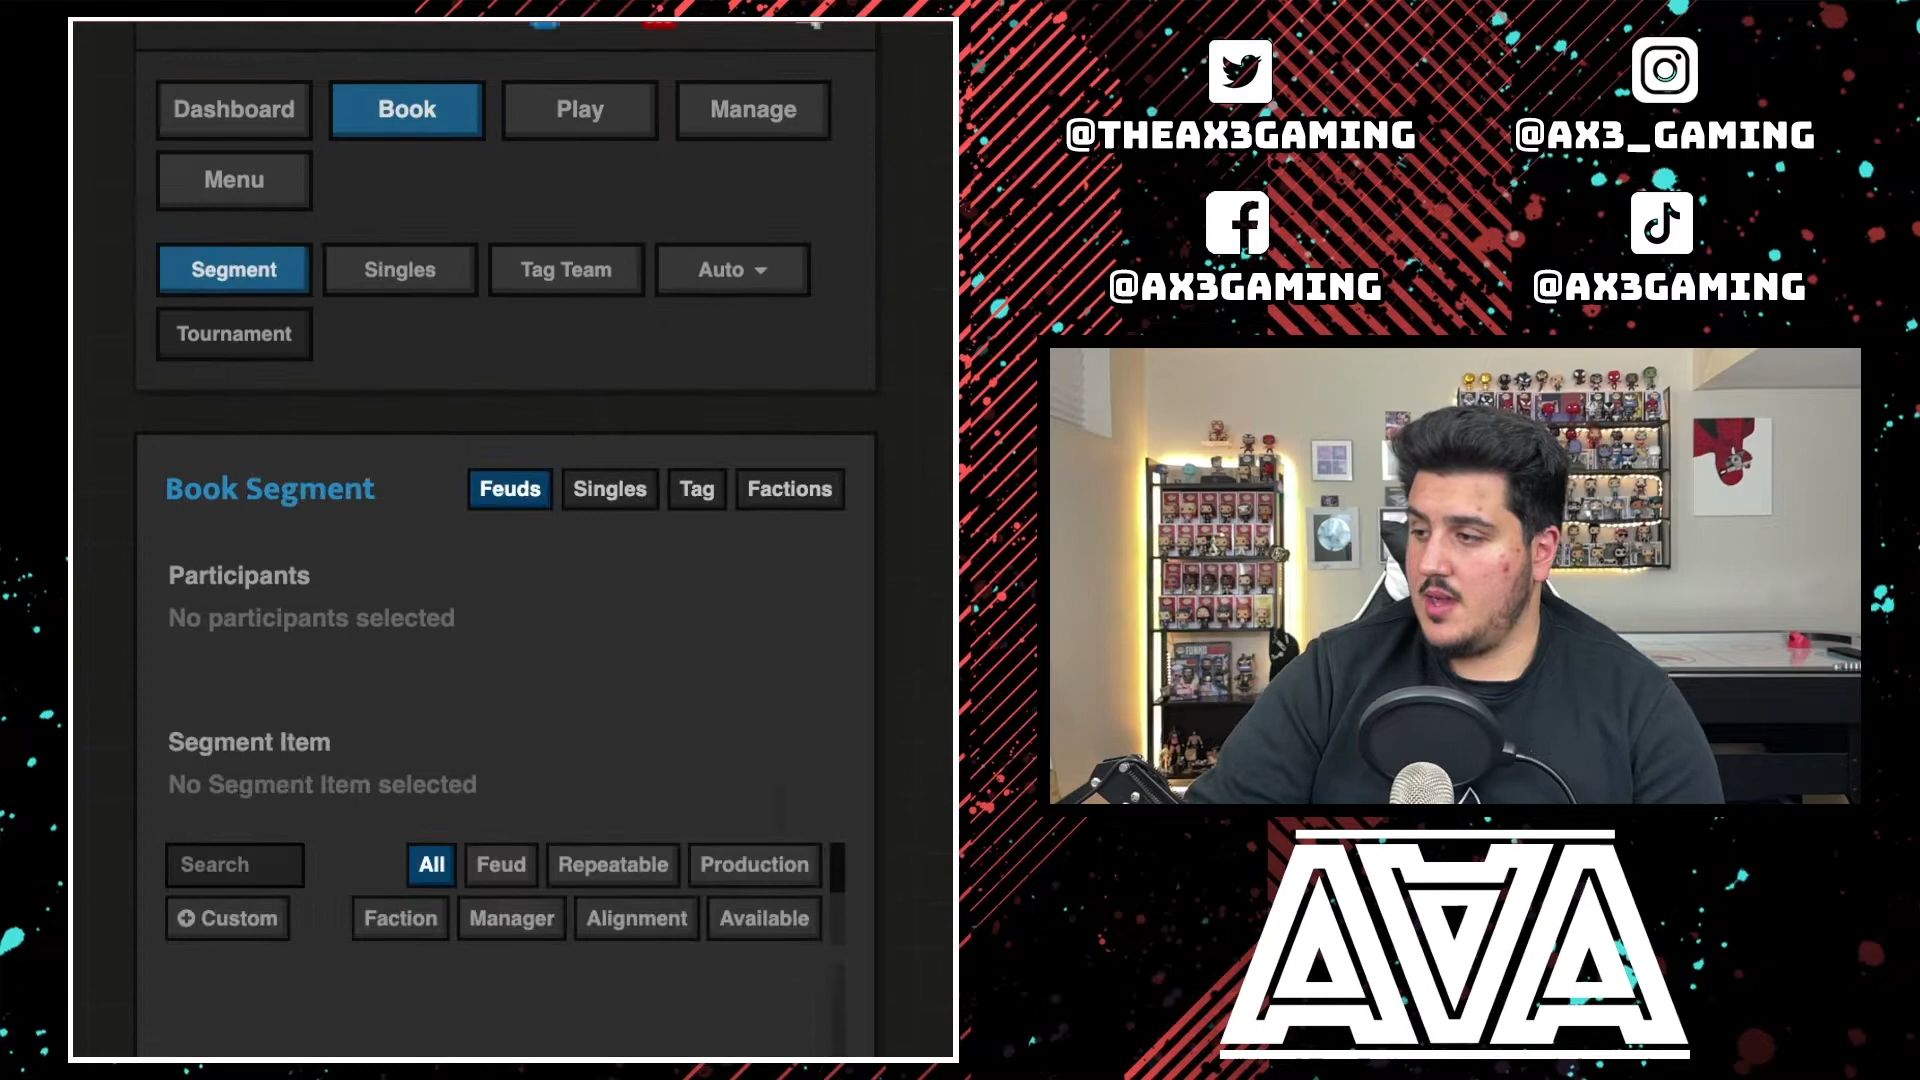 Dashboard
Book
Play
Manage
Menu
Segment
Singles
Tag Team
Auto
Tournament
Book Segment
Feuds
Singles
Tag
Factions
Participants
No participants selected
Segment Item
No Segment Item selected
Search
All
Feud
Repeatable
Production
Custom
Faction
Manager
Alignment
Available
@THEAX3GAMING
@AX3_GAMING
@AX3GAMING
@AX3GAMING
FUNKO